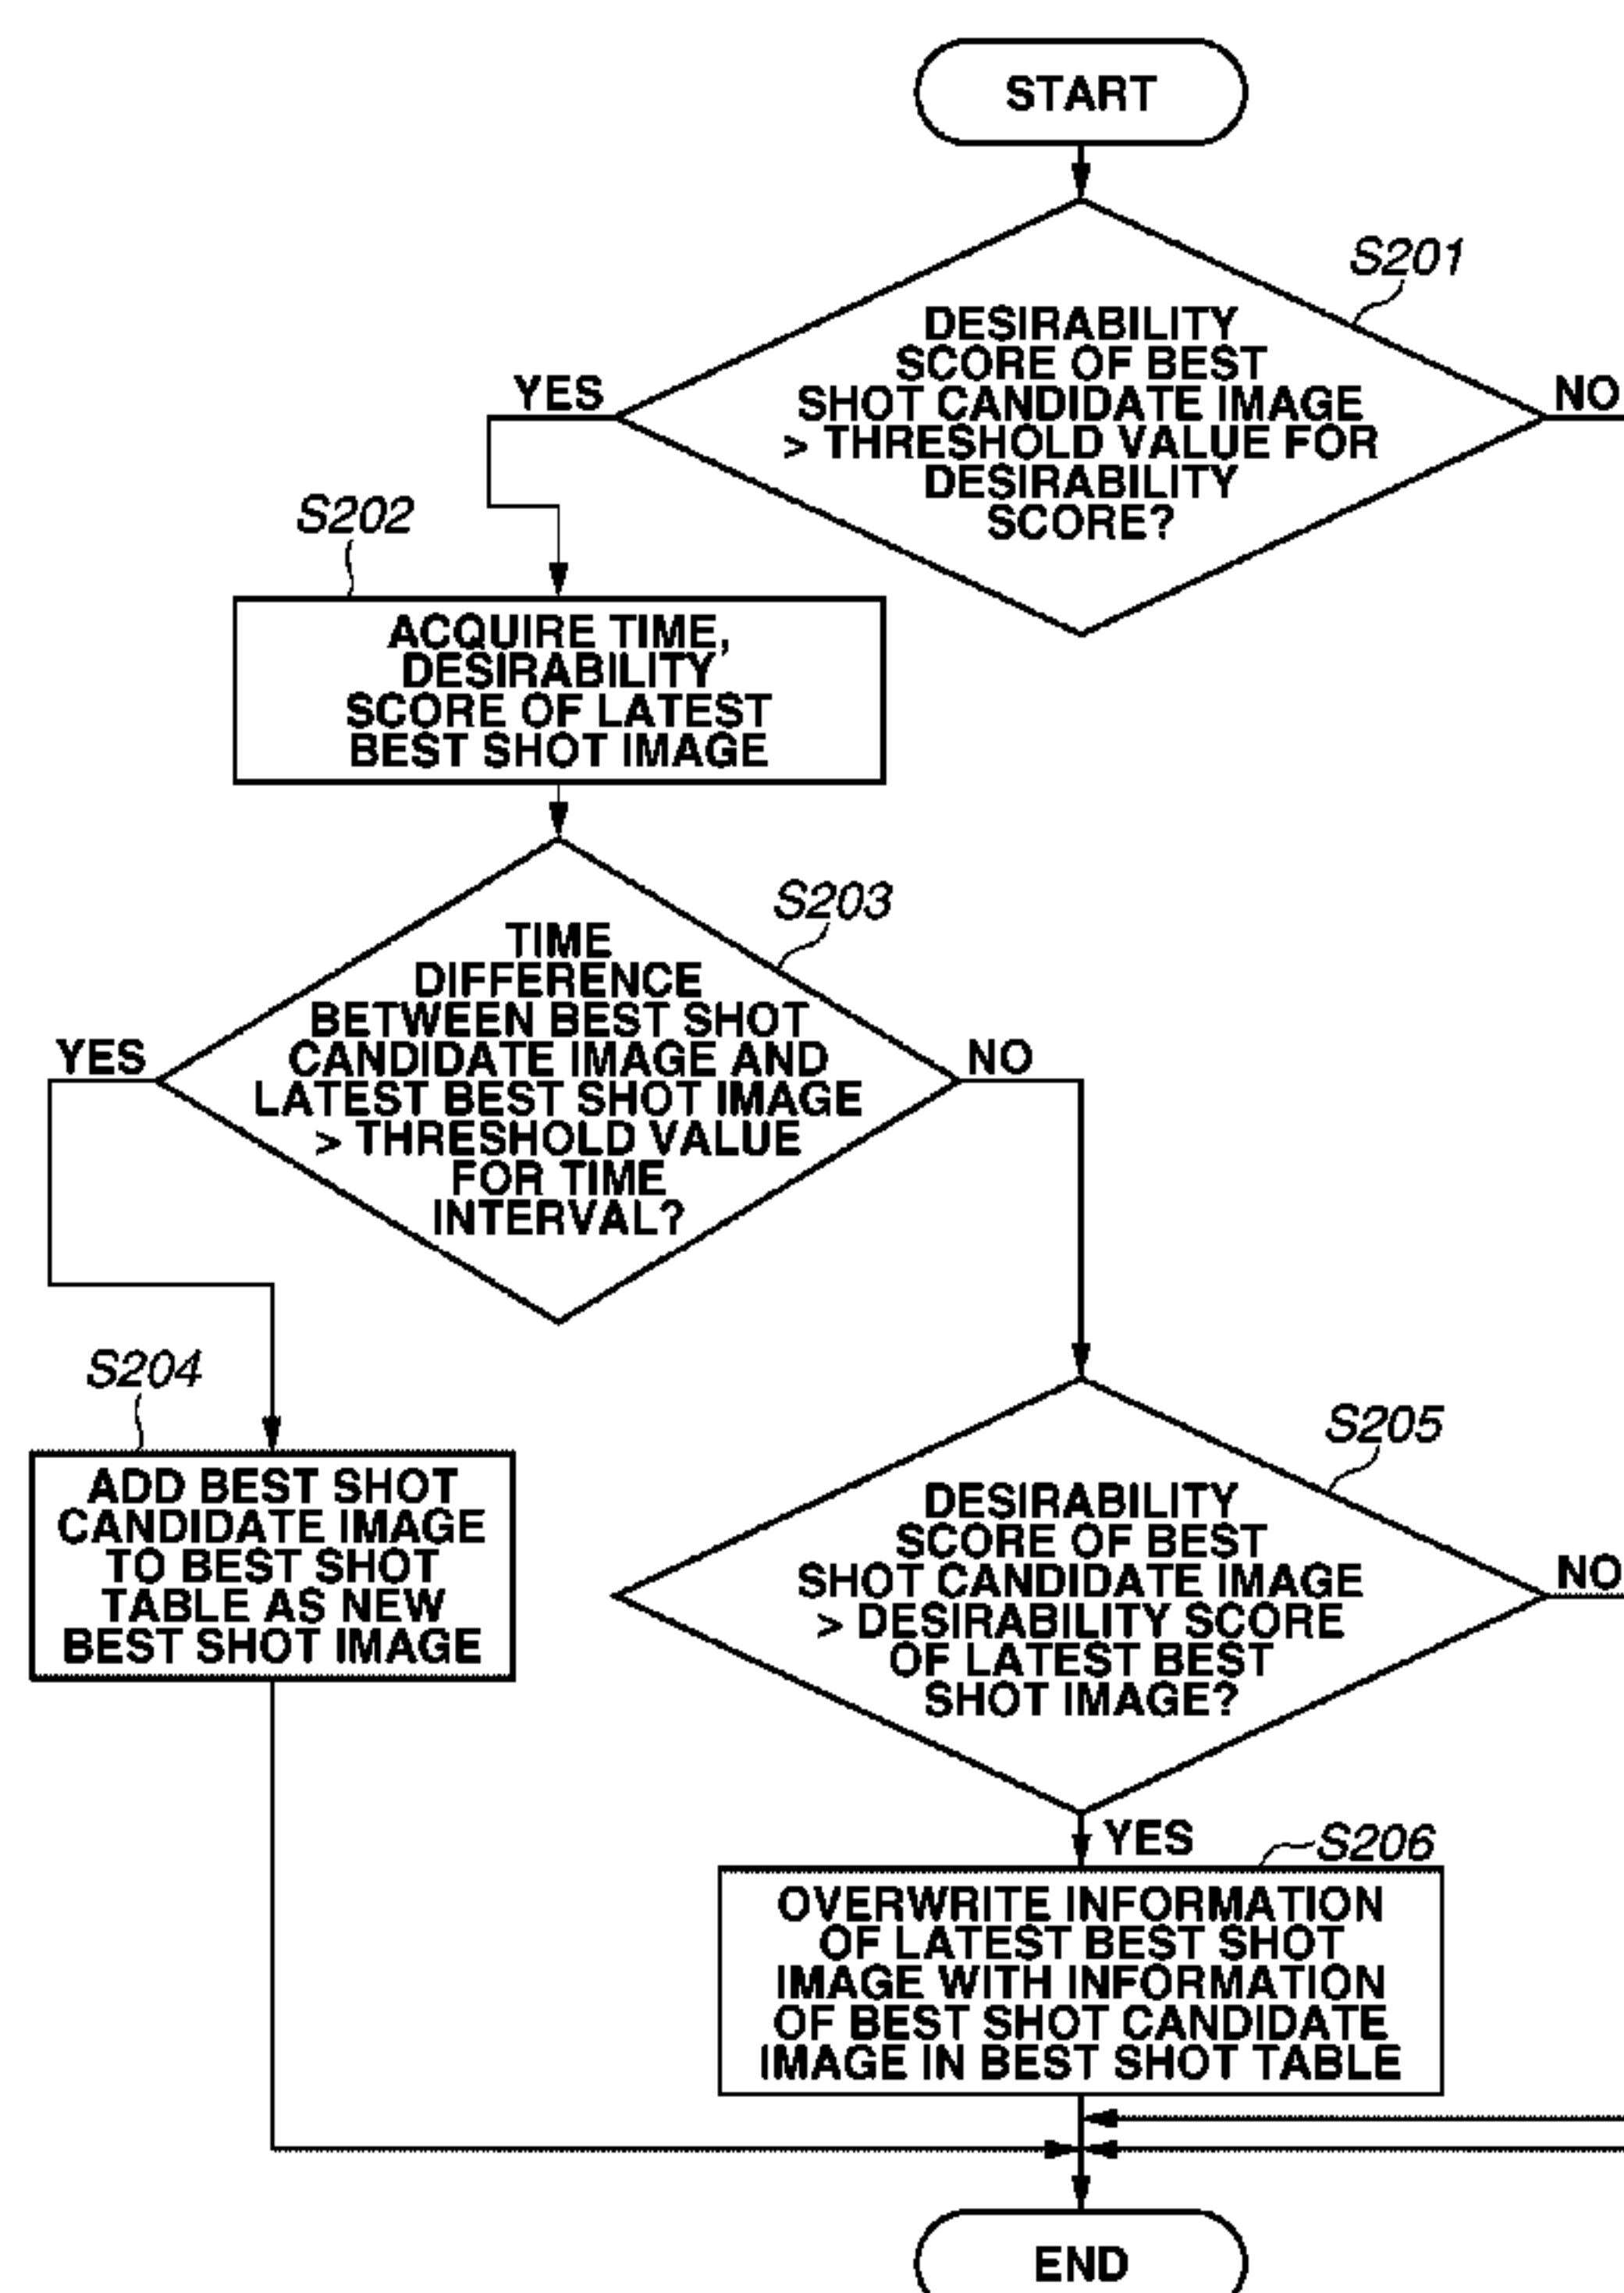 START
S201
DESIRABILITY
SCORE OF BEST
SHOT CANDIDATE IMAGE
> THRESHOLD VALUE FOR
DESIRABILITY
SCORE?
YES
NO
S202
ACQUIRE TIME,
DESIRABILITY
SCORE OF LATEST
BEST SHOT IMAGE
S203
TIME
DIFFERENCE
BETWEEN BEST SHOT
CANDIDATE IMAGE AND
LATEST BEST SHOT IMAGE
> THRESHOLD VALUE
FOR TIME
INTERVAL?
YES
NO
S204
ADD BEST SHOT
CANDIDATE IMAGE
TO BEST SHOT
TABLE AS NEW
BEST SHOT IMAGE
S205
DESIRABILITY
SCORE OF BEST
SHOT CANDIDATE IMAGE
> DESIRABILITY SCORE
OF LATEST BEST
SHOT IMAGE?
NO
YES
S206
OVERWRITE INFORMATION
OF LATEST BEST SHOT
IMAGE WITH INFORMATION
OF BEST SHOT CANDIDATE
IMAGE IN BEST SHOT TABLE
END